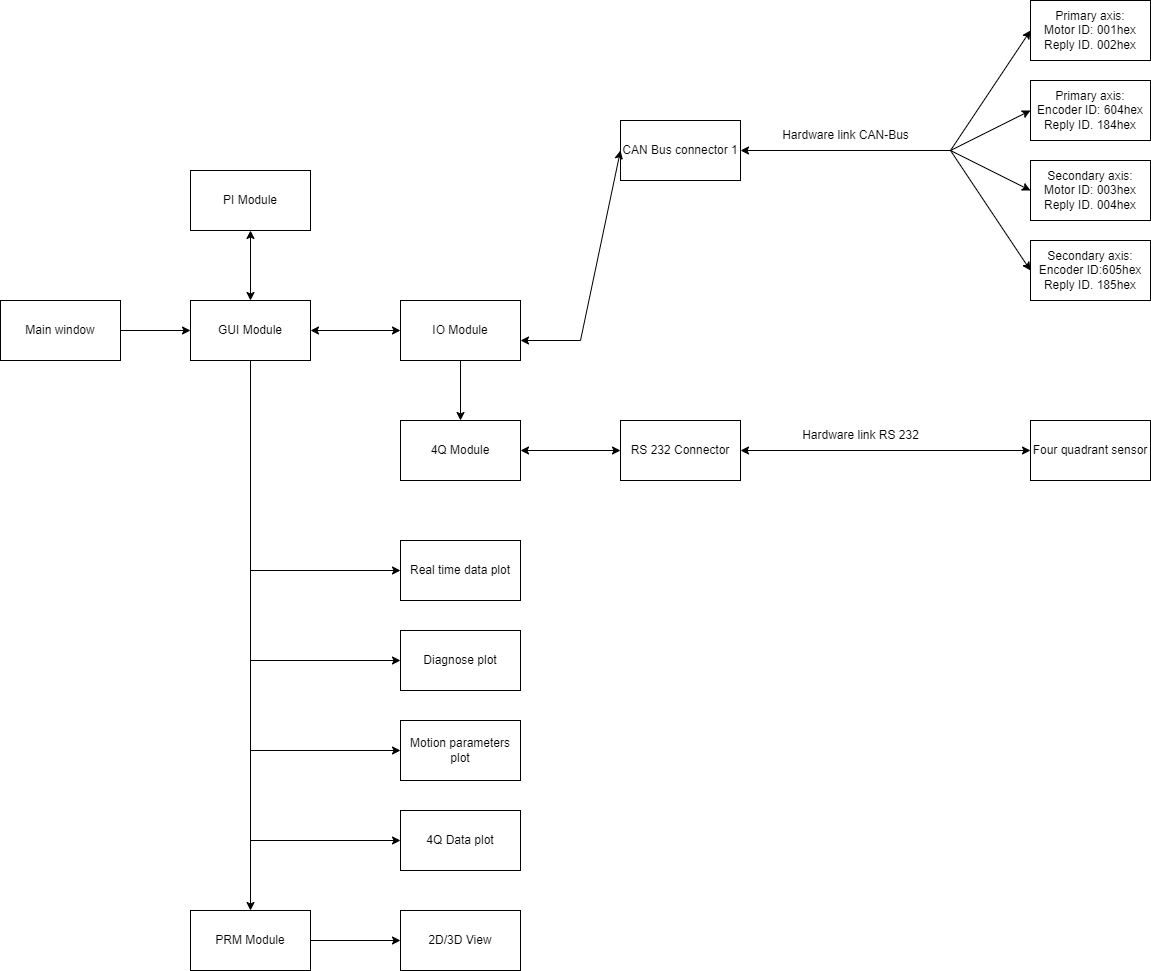 Primary axis:
Motor ID: 001hex
Reply ID. 002hex
Primary axis:
Encoder ID: 604hex
Reply ID. 184hex
Hardware link CAN-Bus
CAN Bus connector 1
Secondary axis:
Motor ID: 003hex
Reply ID. 004hex
PI Module
Secondary axis:
Encoder ID:605hex
Reply ID. 185hex
Main window
GUI Module
IO Module
Hardware link RS 232
4Q Module
RS 232 Connector
Four quadrant sensor
Real time data plot
Diagnose plot
Motion parameters
plot
4Q Data plot
PRM Module
2D/3D View